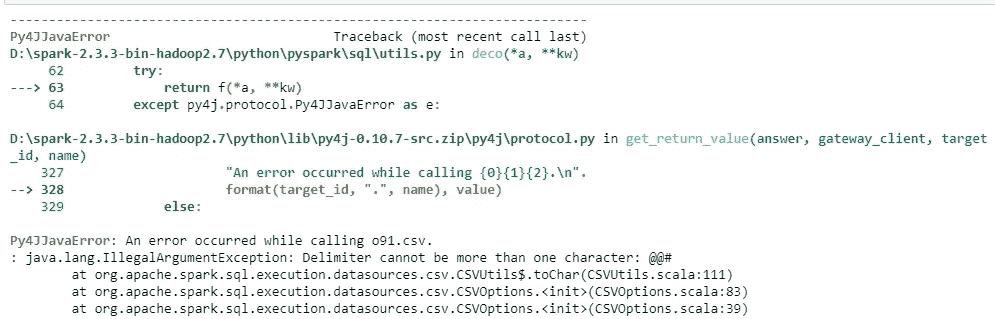 ---------------------------------------------------------------------------
Py4JJavaError                             Traceback (most recent call last)
D:\spark-2.3.3-bin-hadoop2.7\python\pyspark\sql\utils.py in deco(*a, **kw)
     62         try:
---> 63             return f(*a, **kw)
     64         except py4j.protocol.Py4JJavaError as e:

D:\spark-2.3.3-bin-hadoop2.7\python\lib\py4j-0.10.7-src.zip\py4j\protocol.py in get_return_value(answer, gateway_client, target
_id, name)
    327                     "An error occurred while calling {0}{1}{2}.\n".
--> 328                     format(target_id, ".", name), value)
    329             else:

Py4JJavaError: An error occurred while calling o91.csv.
: java.lang.IllegalArgumentException: Delimiter cannot be more than one character: @@#
        at org.apache.spark.sql.execution.datasources.csv.CSVUtils$.toChar(CSVUtils.scala:111)
        at org.apache.spark.sql.execution.datasources.csv.CSVOptions.<init>(CSVOptions.scala:83)
        at org.apache.spark.sql.execution.datasources.csv.CSVOptions.<init>(CSVOptions.scala:39)